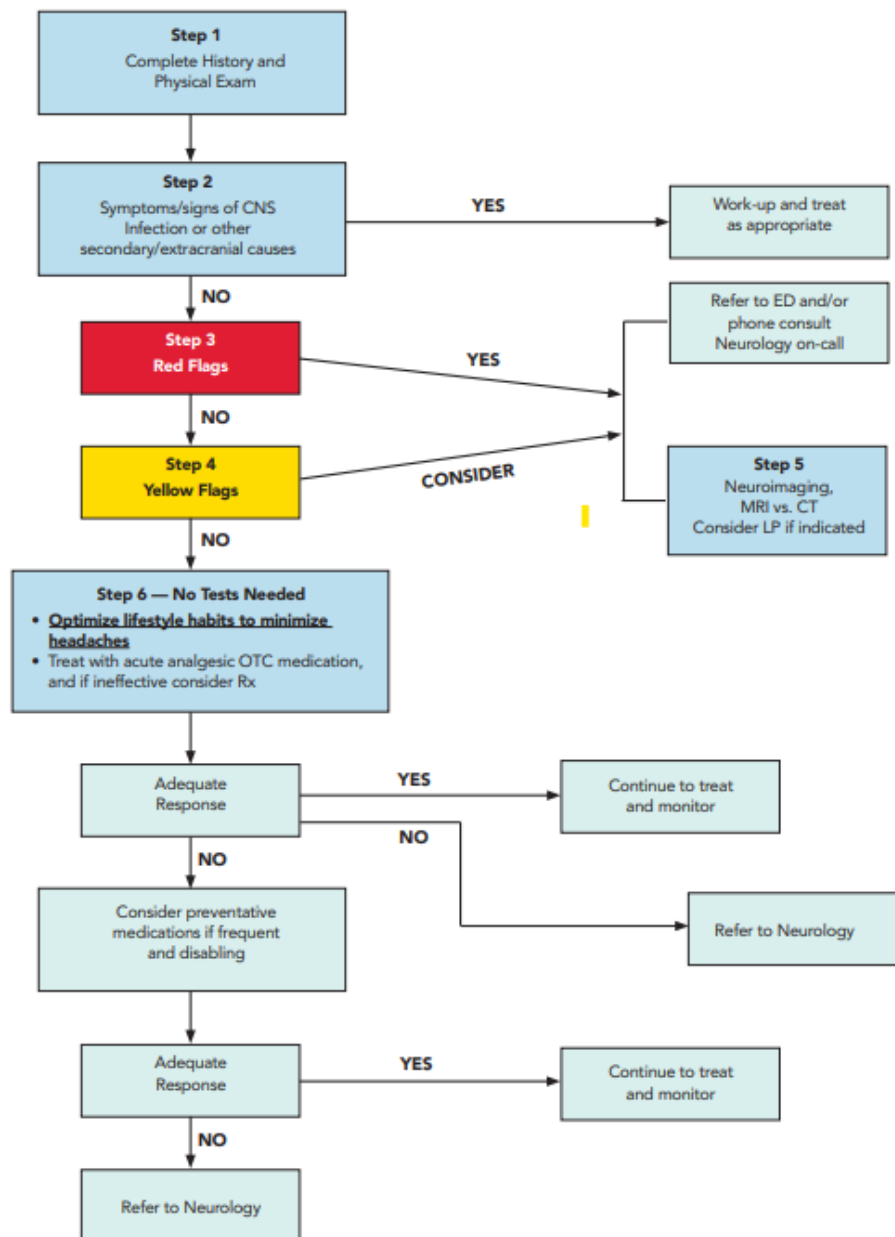 Step 1
Complete History and
Physical Exam
Step 2
Symptoms/signs of CNS
Infection or other
secondary/extracranial causes
YES
Work-up and treat
as appropriate
NO
Step 3
Red Flags
YES
Refer to ED and/or
phone consult
Neurology on-call
NO
Step 4
Yellow Flags
CONSIDER
Step 5
Neuroimaging,
MRI vs. CT
Consider LP if indicated
NO
Step 6 — No Tests Needed
• Optimize lifestyle habits to minimize
headaches
• Treat with acute analgesic OTC medication,
and if ineffective consider Rx
Adequate
Response
YES
Continue to treat
and monitor
NO
Refer to Neurology
NO
Consider preventative
medications if frequent
and disabling
Adequate
Response
YES
Continue to treat
and monitor
NO
Refer to Neurology